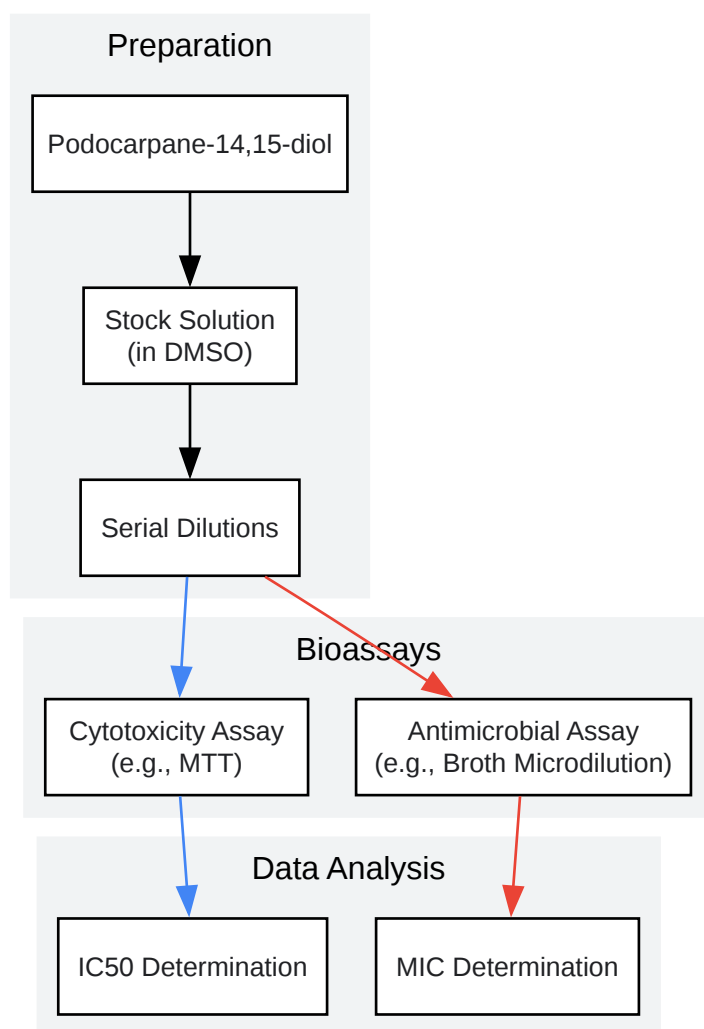 Preparation
Podocarpane-14,15-diol
Stock Solution
(in DMSO)
Serial Dilutions
Bioassays
Cytotoxicity Assay
(e.g., MTT)
Antimicrobial Assay
(e.g., Broth Microdilution)
Data Analysis
IC50 Determination
MIC Determination